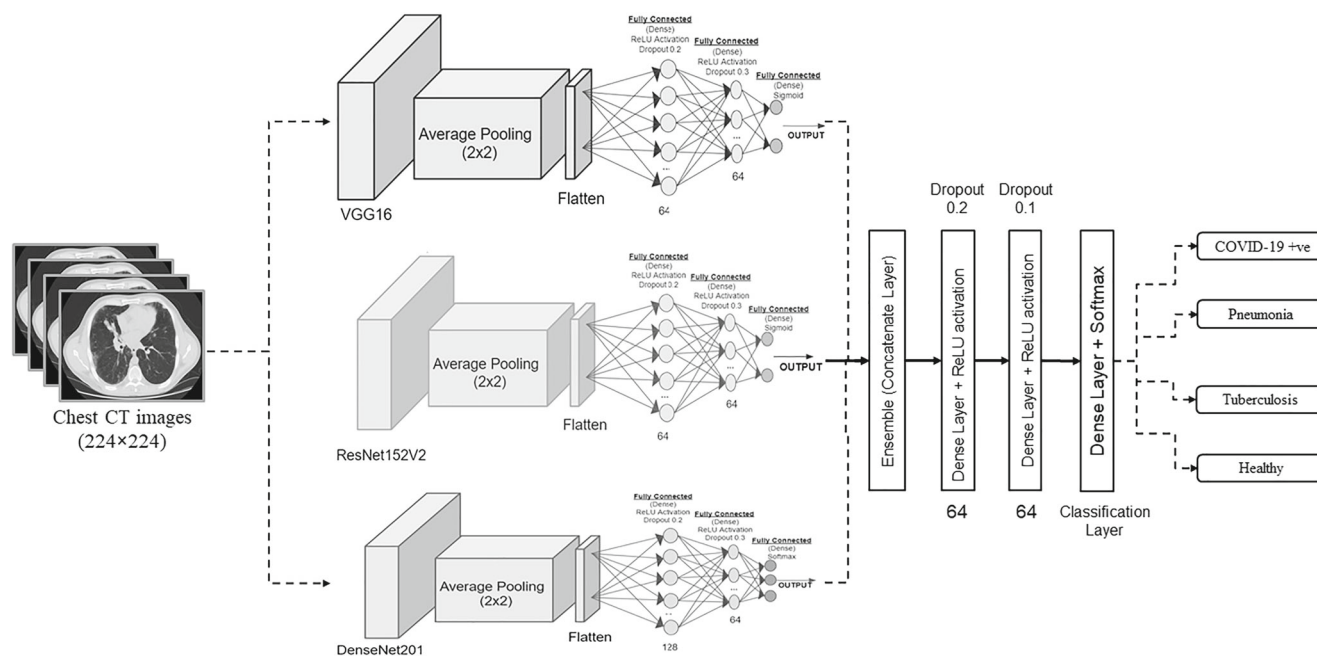 Chest CT images
(224×224)
VGG16
Average Pooling
(2x2)
Flatten
Fully Connected
(Dense)
ReLU Activation
Dropout 0.2
...
64
Fully Connected
(Dense)
ReLU Activation
Dropout 0.3
...
64
Fully Connected
(Dense)
Sigmoid
OUTPUT
ResNet152V2
Average Pooling
(2x2)
Flatten
Fully Connected
(Dense)
ReLU Activation
Dropout 0.2
...
64
Fully Connected
(Dense)
ReLU Activation
Dropout 0.3
...
64
Fully Connected
(Dense)
Sigmoid
OUTPUT
DenseNet201
Average Pooling
(2x2)
Flatten
Fully Connected
(Dense)
ReLU Activation
Dropout 0.2
...
128
Fully Connected
(Dense)
ReLU Activation
Dropout 0.3
...
64
Fully Connected
(Dense)
Softmax
OUTPUT
Ensemble (Concatenate Layer)
Dropout
0.2
Dense Layer + ReLU activation
64
Dropout
0.1
Dense Layer + ReLU activation
64
Dense Layer + Softmax
Classification
Layer
COVID-19 +ve
Pneumonia
Tuberculosis
Healthy